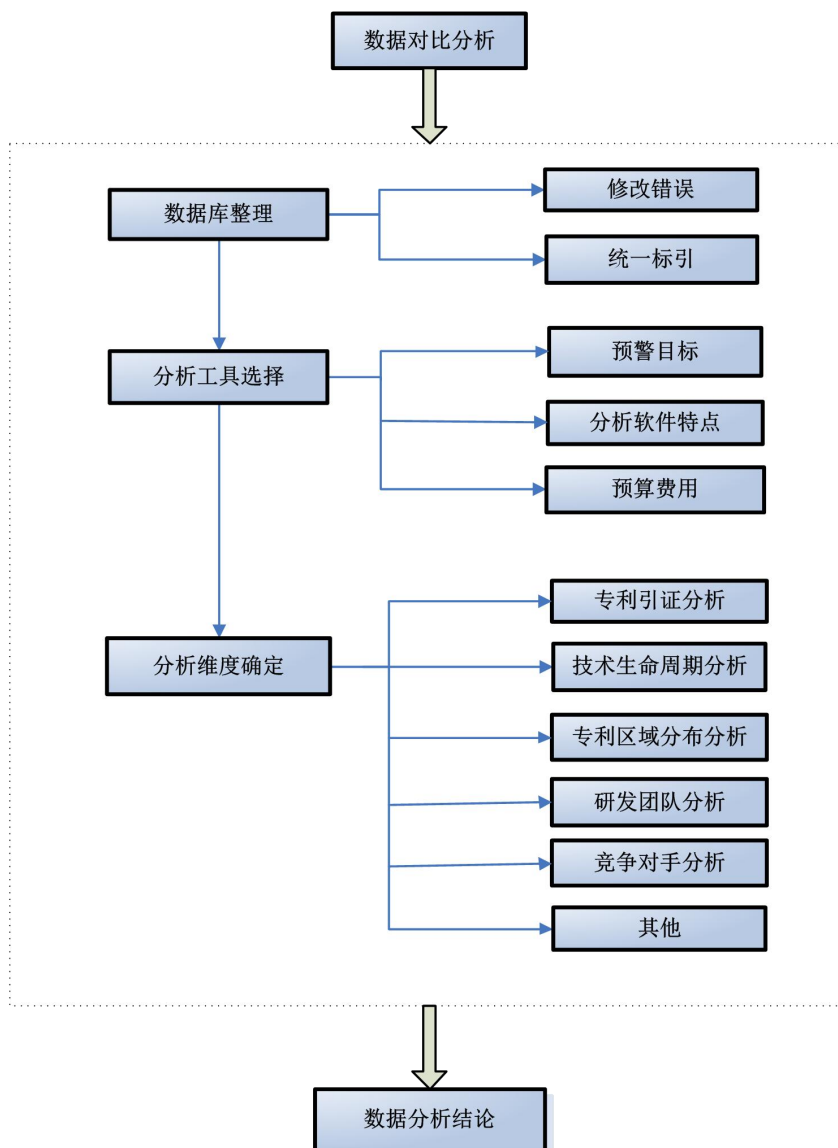 数据对比分析
数据库整理
修改错误
统一标引
分析工具选择
预警目标
分析软件特点
预算费用
分析维度确定
专利引证分析
技术生命周期分析
专利区域分布分析
研发团队分析
竞争对手分析
其他
数据分析结论